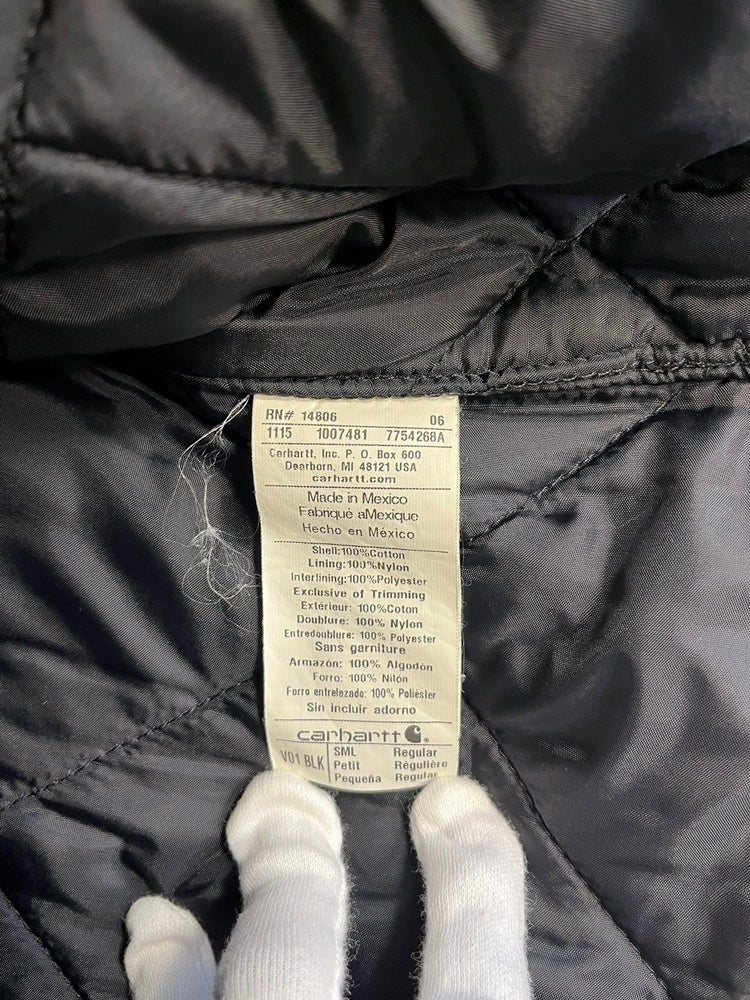 RN# 14806 06
1115 1007481 7754268A
Carhartt, Inc. P. O. Box 600
Dearborn, MI 48121 USA
carhartt.com
Made in Mexico
Fabriqué aMexique
Hecho en México
Shell:100%Cotton
Lining:100%Nylon
Interlining:100%Polyester
Exclusive of Trimming
Extérieur: 100%Coton
Doublure: 100% Nylon
Entredoublure: 100% Polyester
Sans garniture
Armazón: 100% Algodón
Forro: 100% Nilón
Forro entrelazado: 100% Poliéster
Sin incluir adorno
carhartt
V01 BLK
SML Regular
Petit Régulière
Pequeña Regular